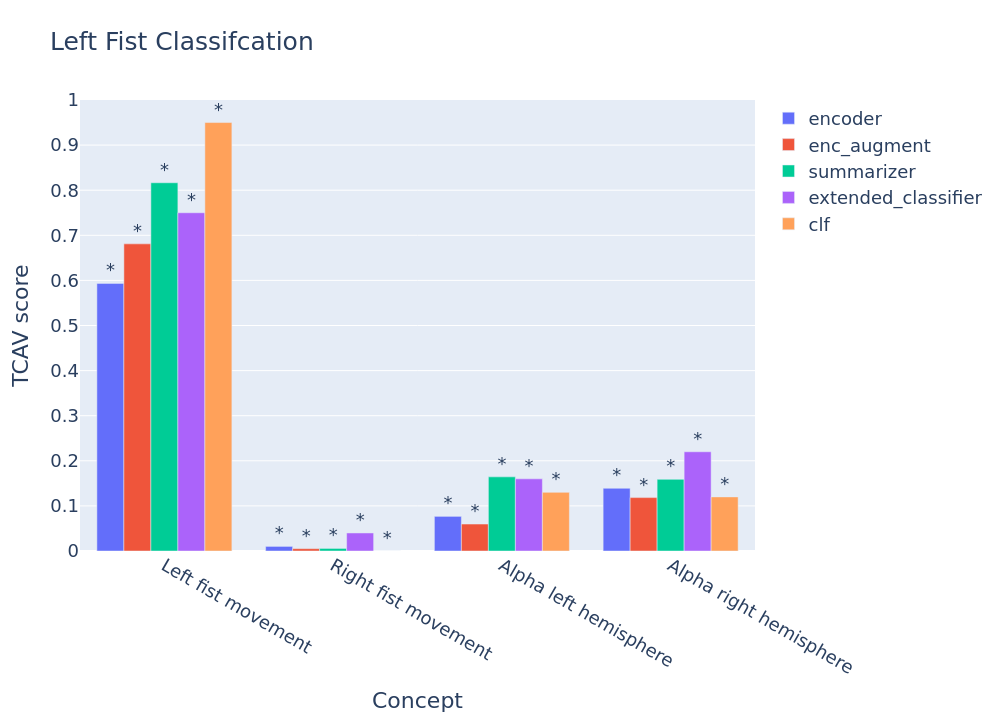 Left Fist Classifcation
TCAV score
1
0.9
0.8
0.7
0.6
0.5
0.4
0.3
0.2
0.1
0
* * * * *
* * * * *
* * * * *
* * * * *
Left fist movement
Right fist movement
Alpha left hemisphere
Alpha right hemisphere
Concept
encoder
enc_augment
summarizer
extended_classifier
clf